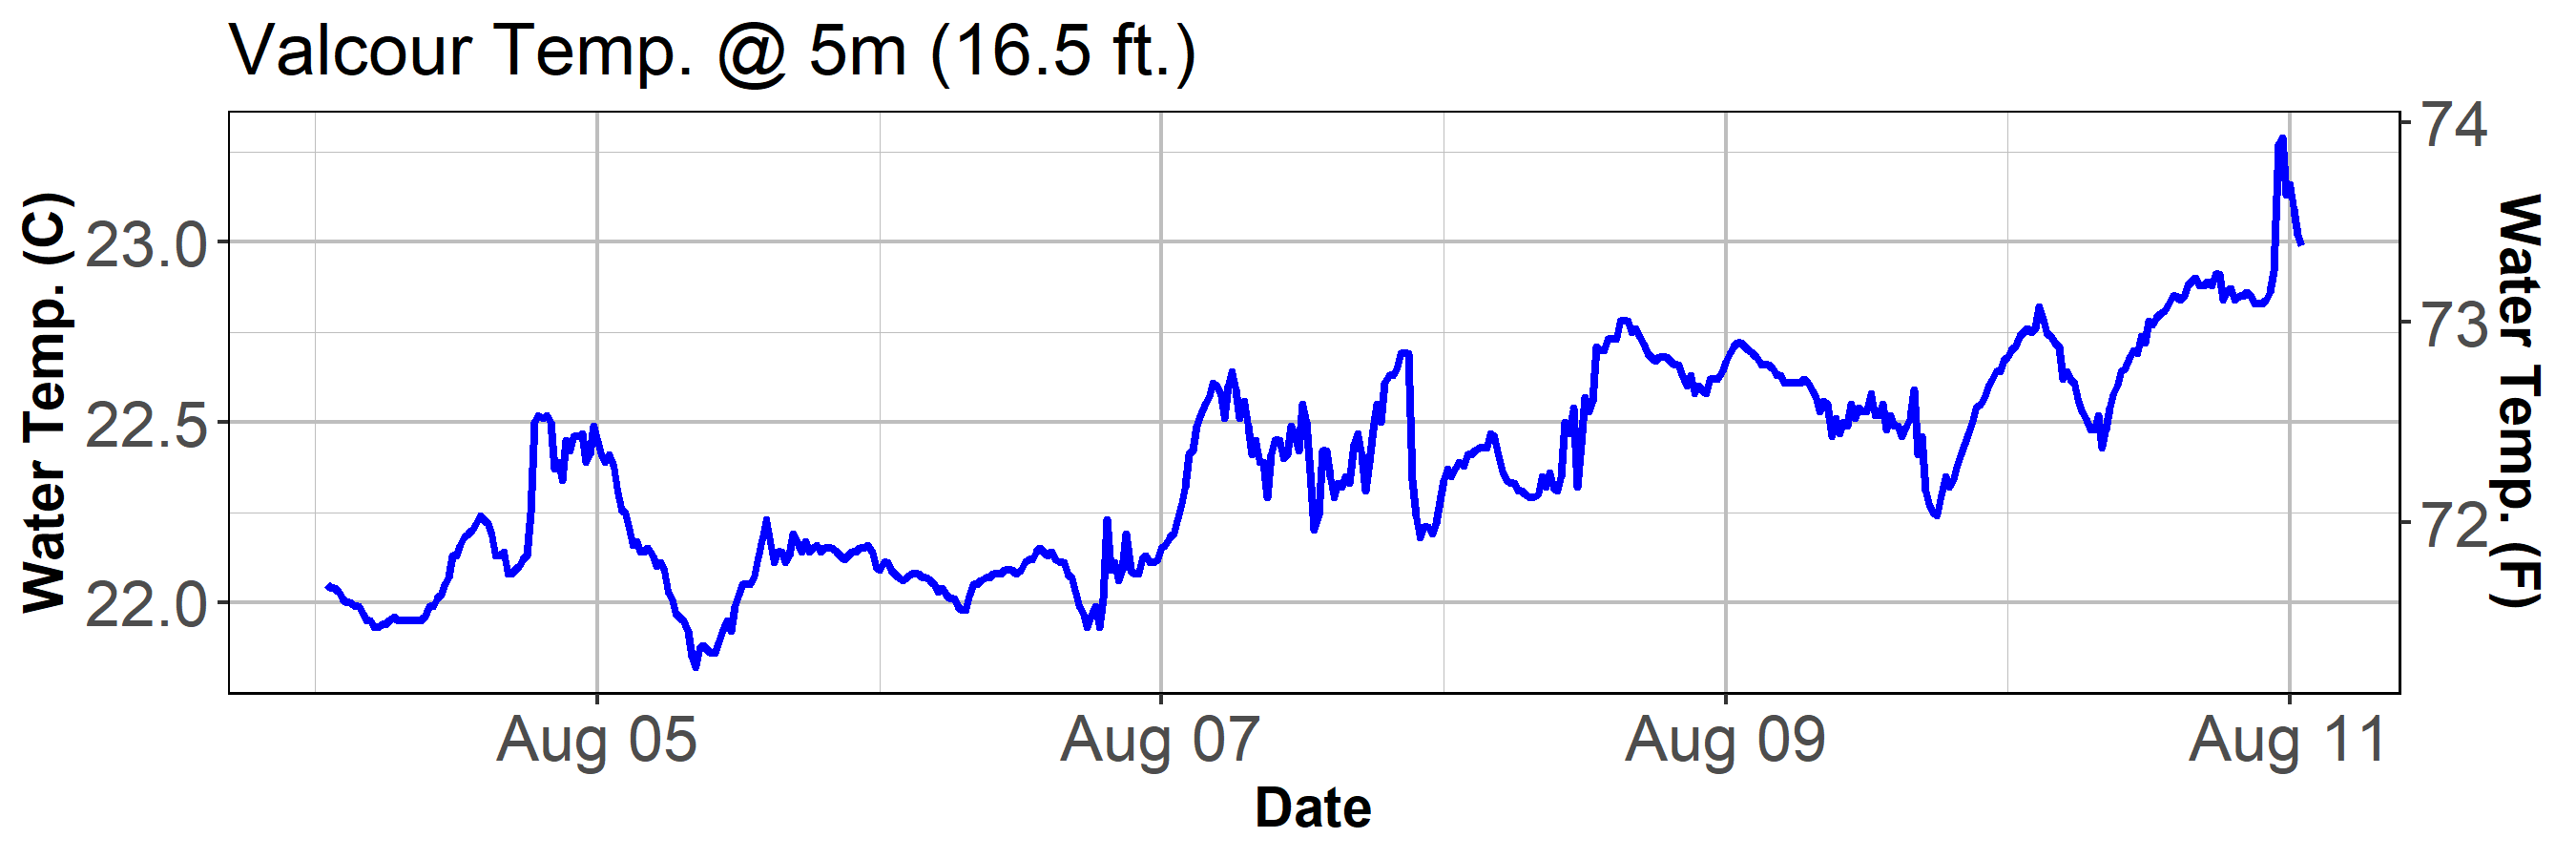 Valcour Temp. @ 5m (16.5 ft.)
Water Temp. (C)
23.0
22.5
22.0
74
73
72
Water Temp. (F)
Aug 05
Aug 07
Aug 09
Aug 11
Date